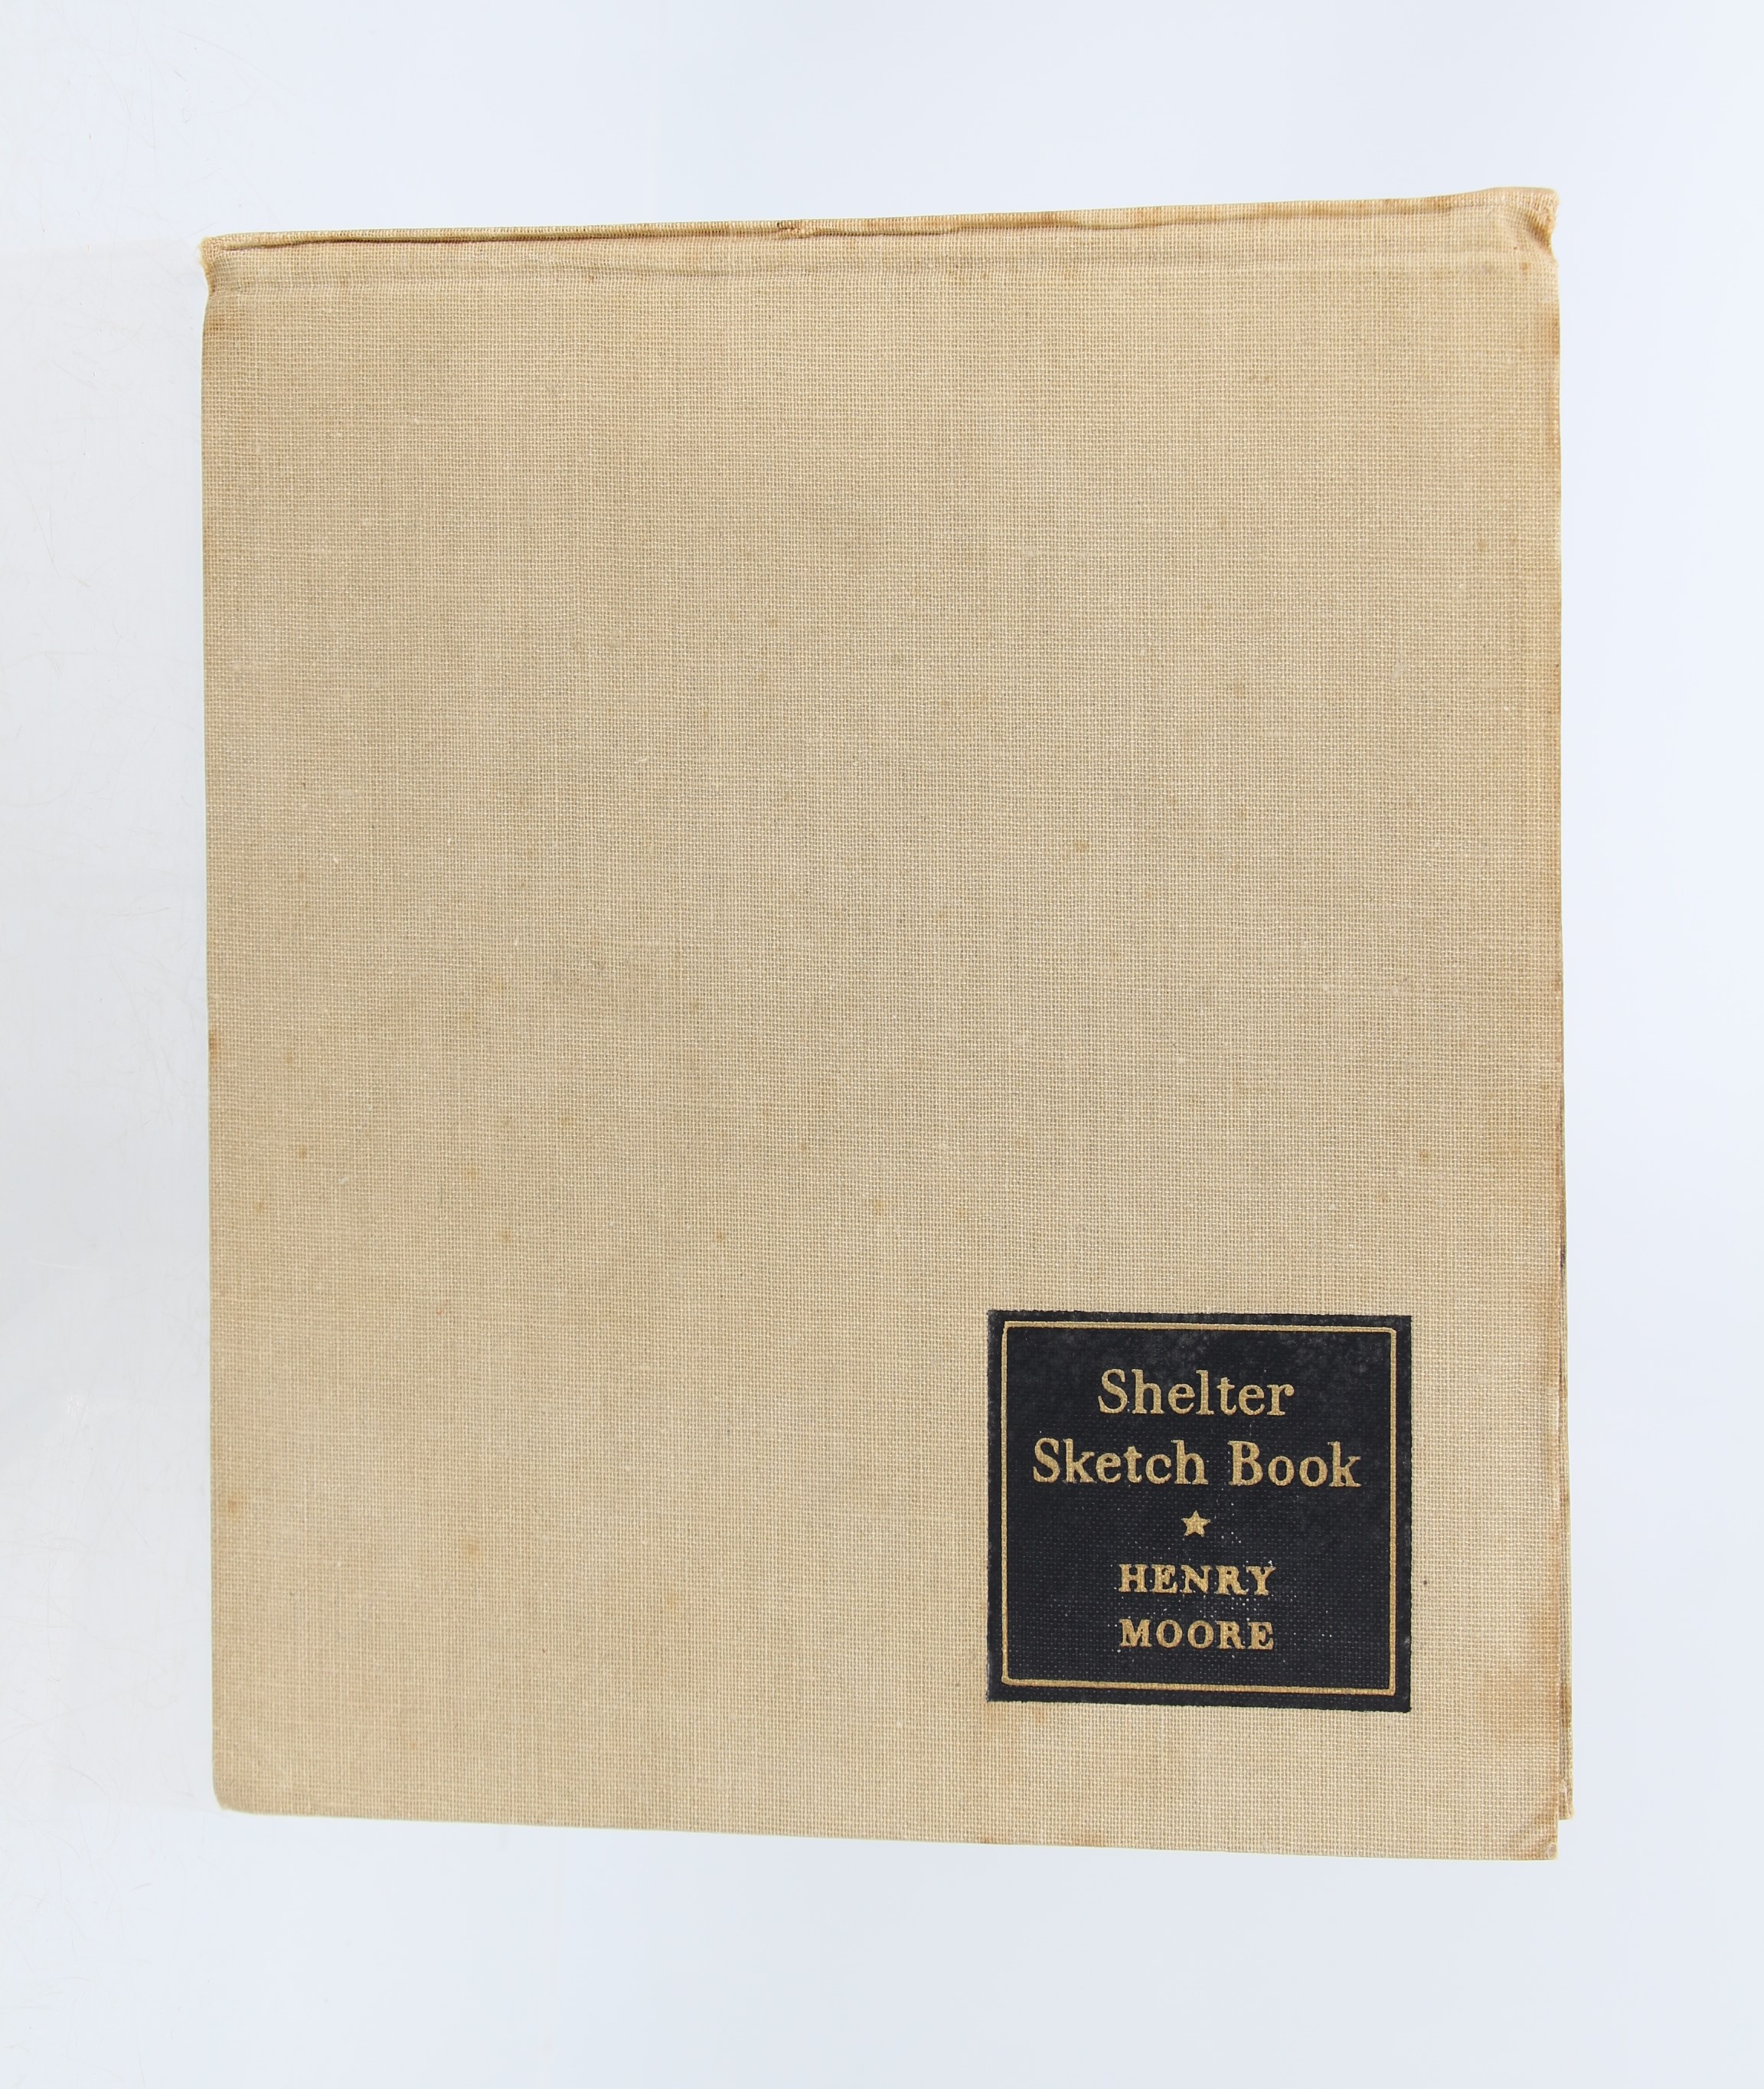 Shelter
Sketch Book
★
HENRY
MOORE